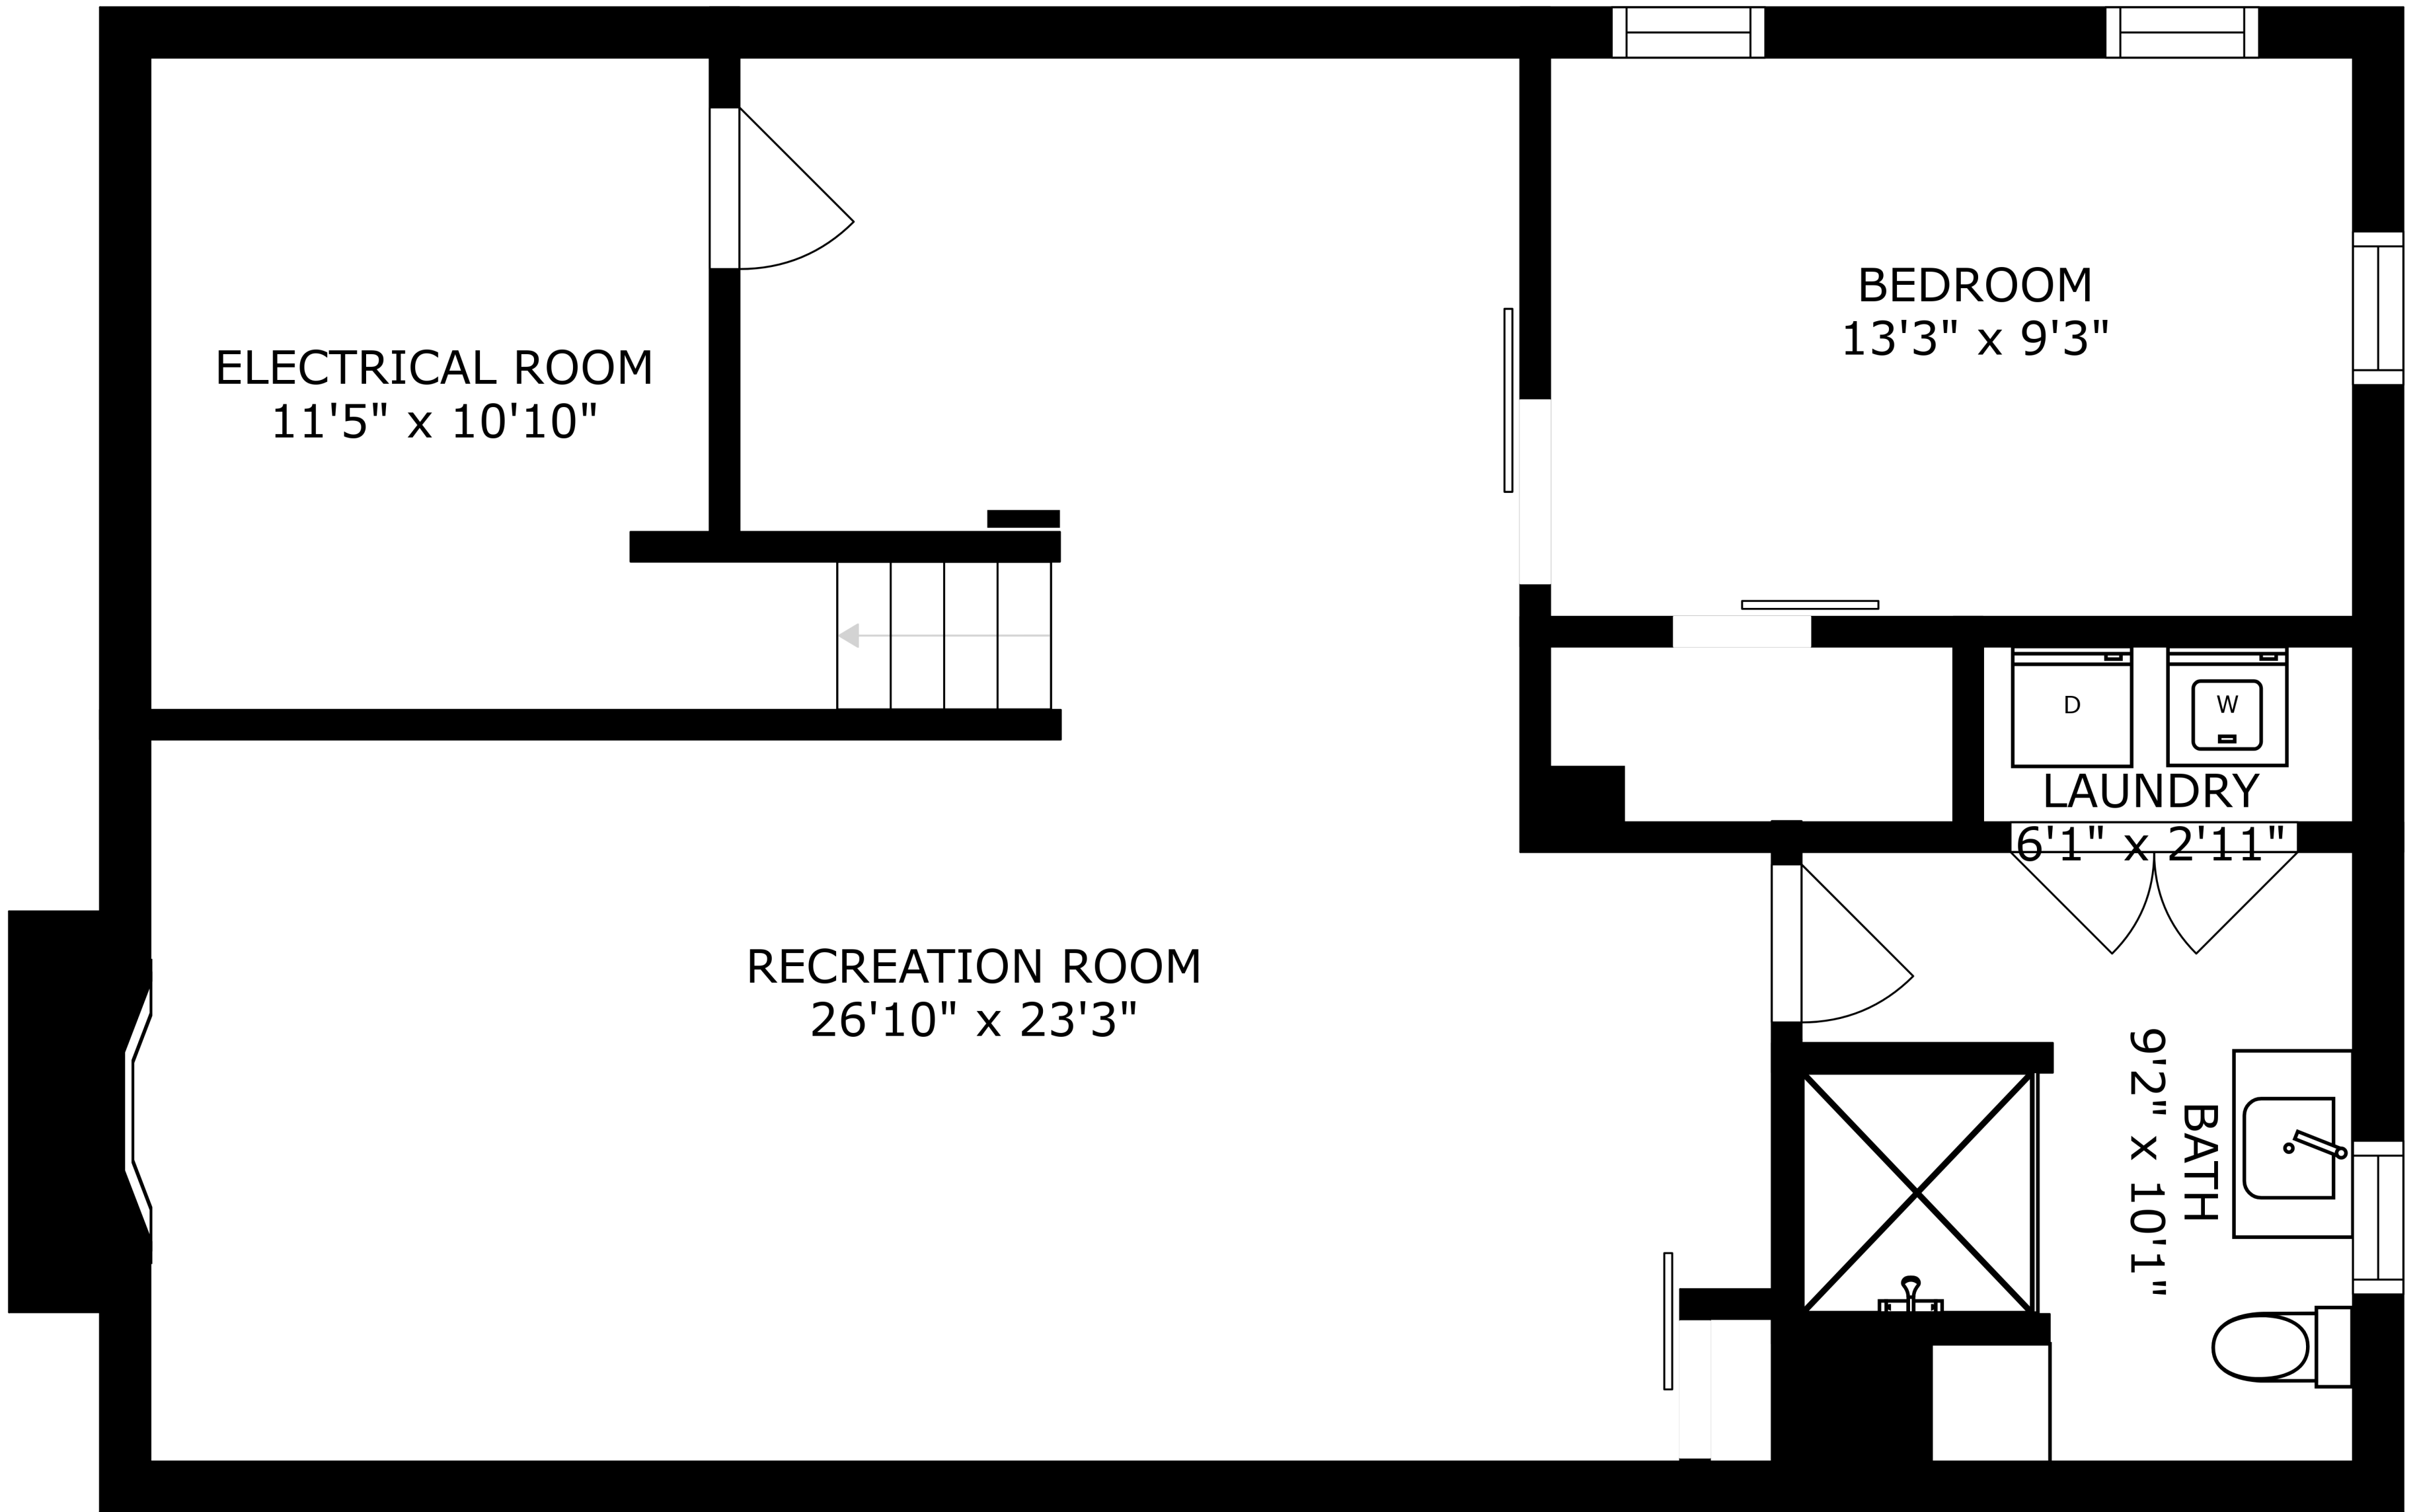 BEDROOM
13'3" x 9'3"
ELECTRICAL ROOM
11'5" x 10'10"
D
W
LAUNDRY
6'1" x 2'11"
RECREATION ROOM
26'10" x 23'3"
BATH
9'2" x 10'1"